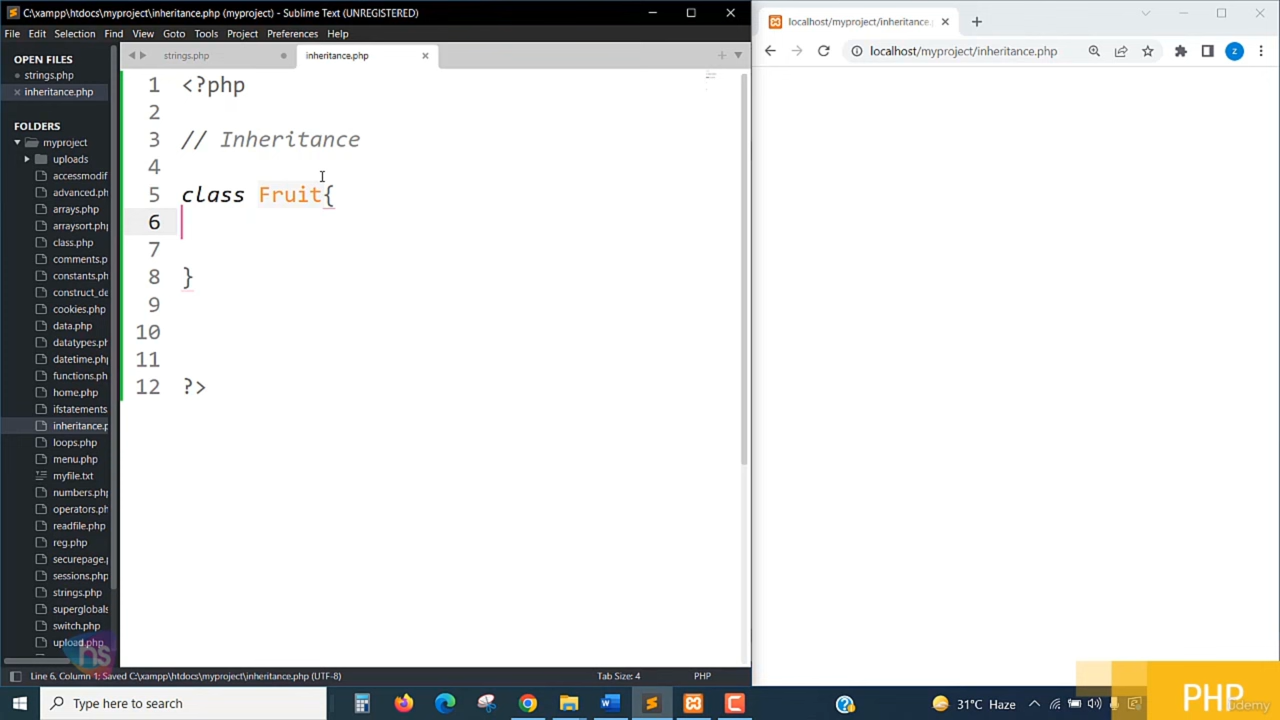 C:\xampp\htdocs\myproject\inheritance.php (myproject) - Sublime Text (UNREGISTERED)
File Edit Selection Find View Goto Tools Project Preferences Help
OPEN FILES
strings.php
inheritance.php
FOLDERS
myproject
uploads
accessmodif
advanced.ph
arrays.php
arraysort.php
class.php
comments.p
constants.ph
construct_de
cookies.php
data.php
datatypes.ph
datetime.php
functions.ph
home.php
ifstatements
inheritance.p
loops.php
menu.php
myfile.txt
numbers.php
operators.ph
readfile.php
reg.php
securepage.
sessions.php
strings.php
superglobals
switch.php
upload.php
strings.php inheritance.php
1 <?php
2
3 // Inheritance
4
5 class Fruit{
6
7
8 }
9
10
11
12 ?>
Line 6, Column 1; Saved C:\xampp\htdocs\myproject\inheritance.php (UTF-8) Tab Size: 4 PHP
localhost/myproject/inheritance.
localhost/myproject/inheritance.php
z
ns
Type here to search
31°C Haze
PHP
udemy